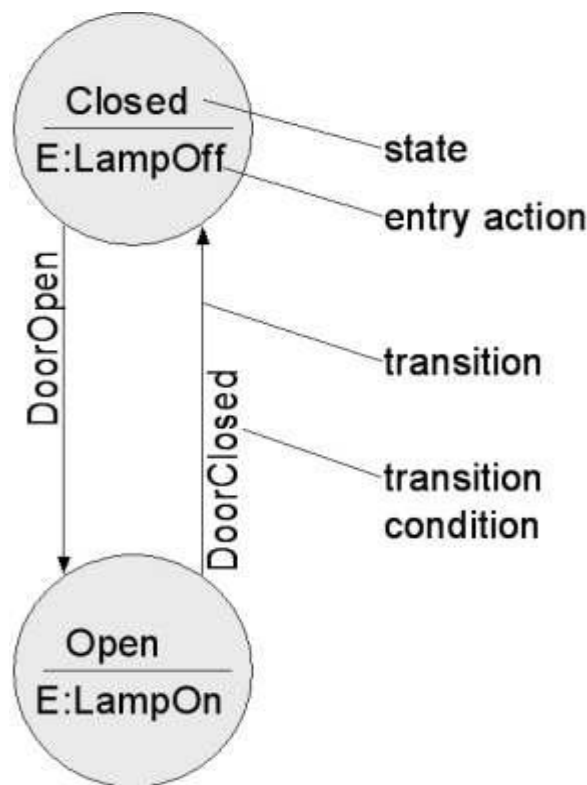 Closed
E:LampOff
state
entry action
DoorOpen
transition
DoorClosed
transition
condition
Open
E:LampOn